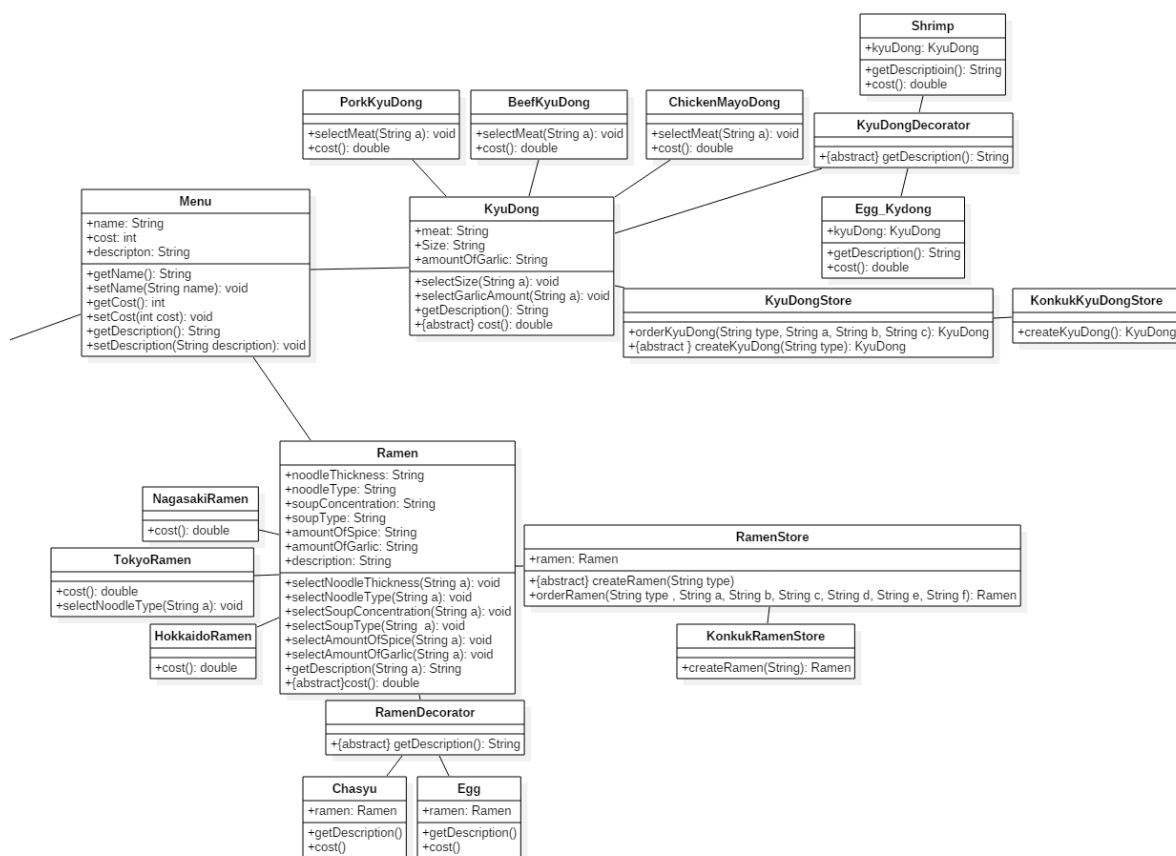 Shrimp
+kyuDong: KyuDong
+getDescriptioin(): String
+cost(): double
PorkKyuDong
+selectMeat(String a): void
+cost(): double
BeefKyuDong
+selectMeat(String a): void
+cost(): double
ChickenMayoDong
+selectMeat(String a): void
+cost(): double
KyuDongDecorator
+{abstract} getDescription(): String
Menu
+name: String
+cost: int
+descripton: String
+getName(): String
+setName(String name): void
+getCost(): int
+setCost(int cost): void
+getDescription(): String
+setDescription(String description): void
KyuDong
+meat: String
+Size: String
+amountOfGarlic: String
+selectSize(String a): void
+selectGarlicAmount(String a): void
+getDescription(): String
+{abstract} cost(): double
Egg_Kydong
+kyuDong: KyuDong
+getDescription(): String
+cost(): double
KyuDongStore
+orderKyuDong(String type, String a, String b, String c): KyuDong
+{abstract } createKyuDong(String type): KyuDong
KonkukKyuDongStore
+createKyuDong(): KyuDong
Ramen
+noodleThickness: String
+noodleType: String
+soupConcentration: String
+soupType: String
+amountOfSpice: String
+amountOfGarlic: String
+description: String
+selectNoodleThickness(String a): void
+selectNoodleType(String a): void
+selectSoupConcentration(String a): void
+selectSoupType(String  a): void
+selectAmountOfSpice(String a): void
+selectAmountOfGarlic(String a): void
+getDescription(String a): String
+{abstract}cost(): double
NagasakiRamen
+cost(): double
TokyoRamen
+cost(): double
+selectNoodleType(String a): void
HokkaidoRamen
+cost(): double
RamenStore
+ramen: Ramen
+{abstract} createRamen(String type)
+orderRamen(String type , String a, String b, String c, String d, String e, String f): Ramen
KonkukRamenStore
+createRamen(String): Ramen
RamenDecorator
+{abstract} getDescription(): String
Chasyu
+ramen: Ramen
+getDescription()
+cost()
Egg
+ramen: Ramen
+getDescription()
+cost()